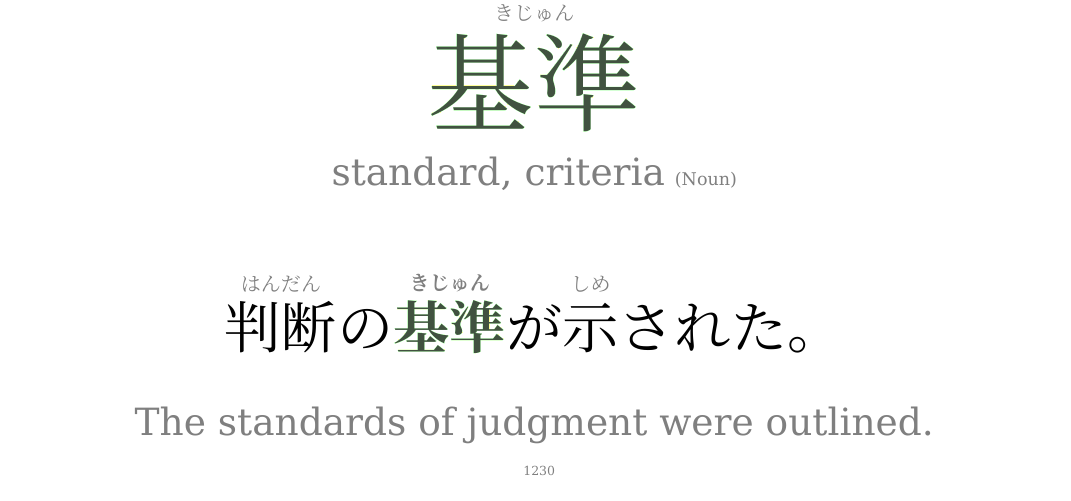 きじゅん
基準
standard, criteria (Noun)
はんだん きじゅん しめ
判断の基準が示された。
The standards of judgment were outlined.
1230